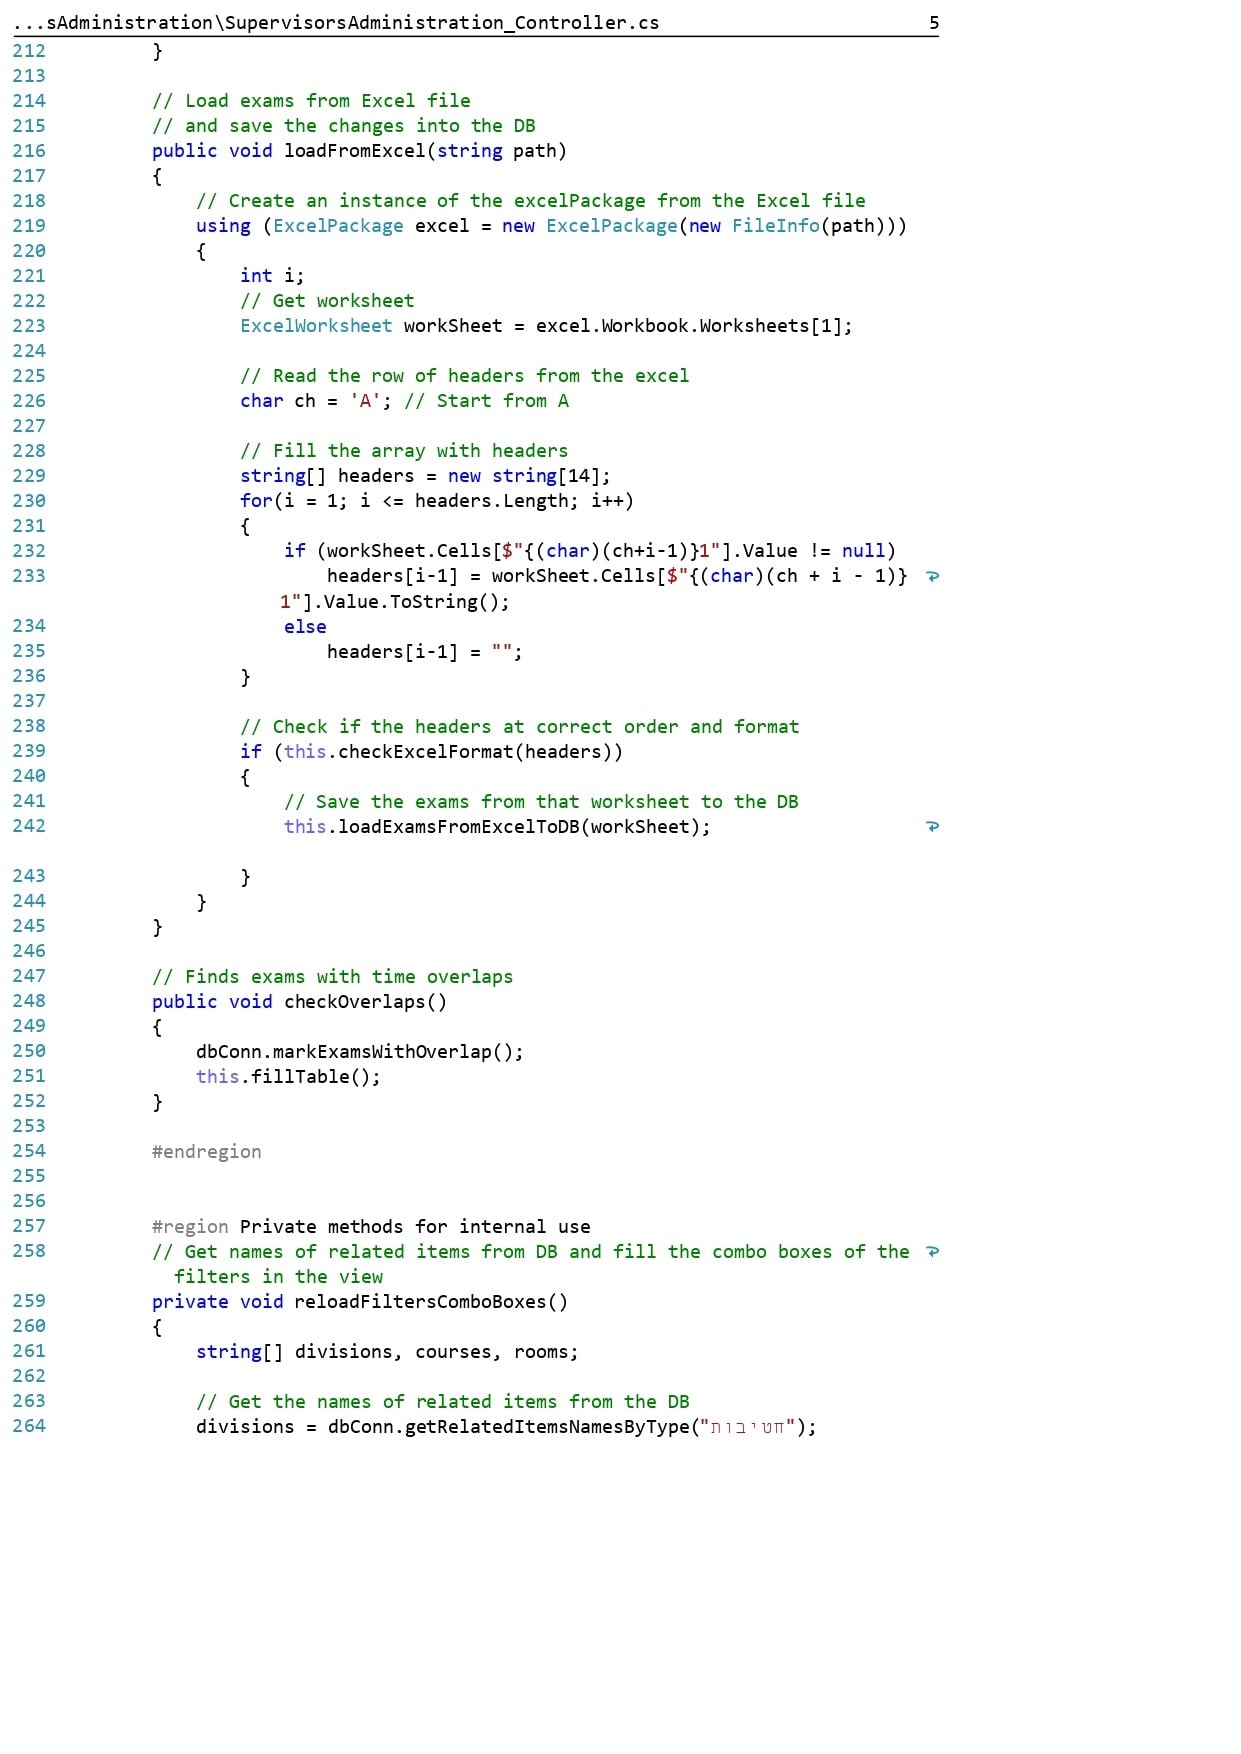 ...sAdministration\SupervisorsAdministration_Controller.cs 5
212 }
213
214 // Load exams from Excel file
215 // and save the changes into the DB
216 public void loadFromExcel(string path)
217 {
218 // Create an instance of the excelPackage from the Excel file
219 using (ExcelPackage excel = new ExcelPackage(new FileInfo(path)))
220 {
221 int i;
222 // Get worksheet
223 ExcelWorksheet workSheet = excel.Workbook.Worksheets[1];
224
225 // Read the row of headers from the excel
226 char ch = 'A'; // Start from A
227
228 // Fill the array with headers
229 string[] headers = new string[14];
230 for(i = 1; i <= headers.Length; i++)
231 {
232 if (workSheet.Cells[$"{(char)(ch+i-1)}1"].Value != null)
233 headers[i-1] = workSheet.Cells[$"{(char)(ch + i - 1)}
1"].Value.ToString();
234 else
235 headers[i-1] = "";
236 }
237
238 // Check if the headers at correct order and format
239 if (this.checkExcelFormat(headers))
240 {
241 // Save the exams from that worksheet to the DB
242 this.loadExamsFromExcelToDB(workSheet);
243 }
244 }
245 }
246
247 // Finds exams with time overlaps
248 public void checkOverlaps()
249 {
250 dbConn.markExamsWithOverlap();
251 this.fillTable();
252 }
253
254 #endregion
255
256
257 #region Private methods for internal use
258 // Get names of related items from DB and fill the combo boxes of the
filters in the view
259 private void reloadFiltersComboBoxes()
260 {
261 string[] divisions, courses, rooms;
262
263 // Get the names of related items from the DB
264 divisions = dbConn.getRelatedItemsNamesByType("חטיבות");